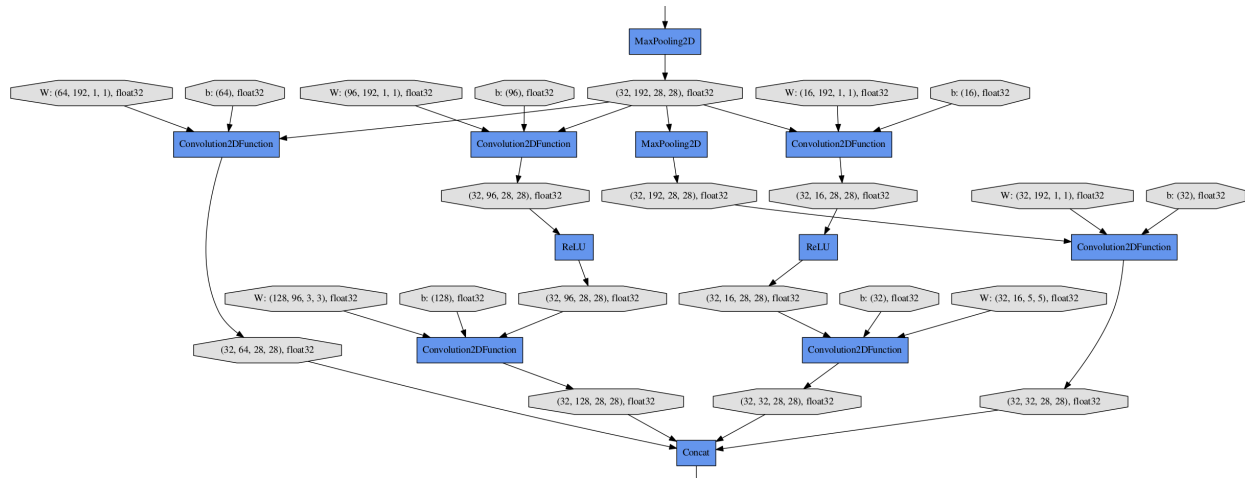 MaxPooling2D
W: (64, 192, 1, 1), float32
b: (64), float32
W: (96, 192, 1, 1), float32
b: (96), float32
(32, 192, 28, 28), float32
W: (16, 192, 1, 1), float32
b: (16), float32
Convolution2DFunction
Convolution2DFunction
MaxPooling2D
Convolution2DFunction
(32, 96, 28, 28), float32
(32, 192, 28, 28), float32
(32, 16, 28, 28), float32
W: (32, 192, 1, 1), float32
b: (32), float32
ReLU
ReLU
Convolution2DFunction
W: (128, 96, 3, 3), float32
b: (128), float32
(32, 96, 28, 28), float32
(32, 16, 28, 28), float32
b: (32), float32
W: (32, 16, 5, 5), float32
(32, 64, 28, 28), float32
Convolution2DFunction
Convolution2DFunction
(32, 128, 28, 28), float32
(32, 32, 28, 28), float32
(32, 32, 28, 28), float32
Concat